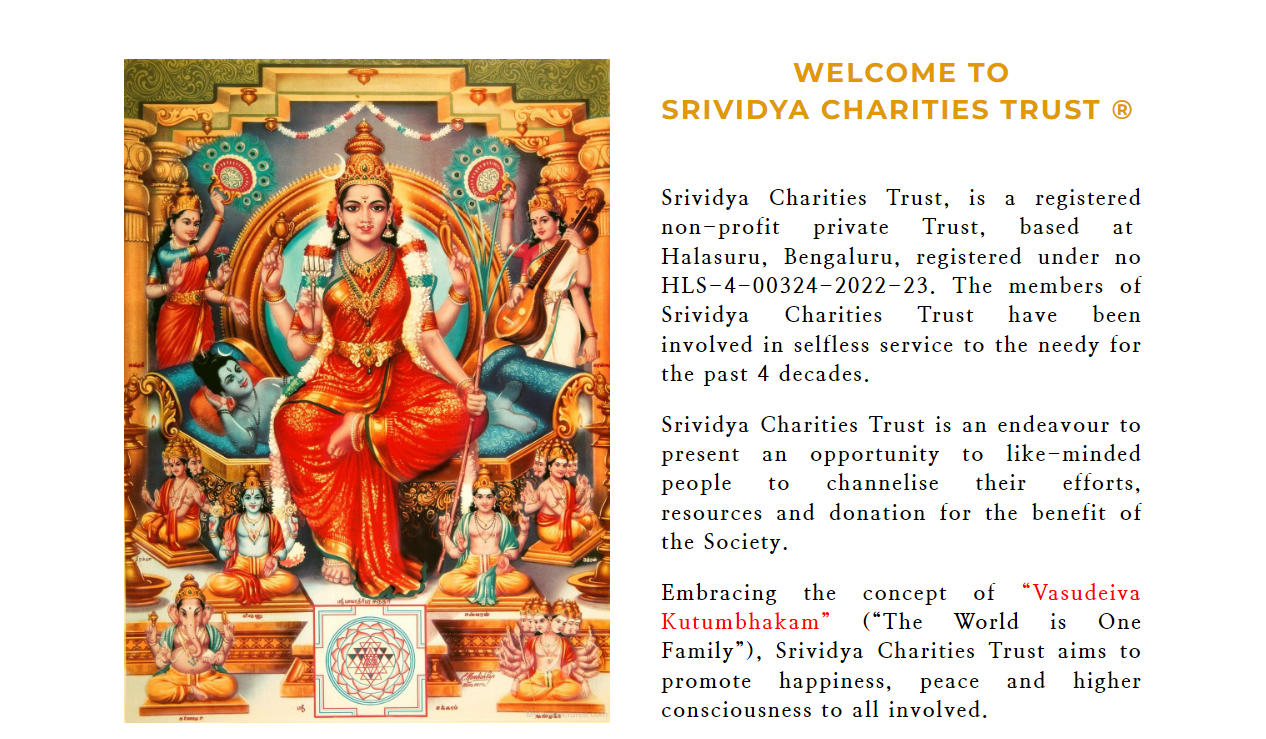 WELCOME TO
SRIVIDYA CHARITIES TRUST ®
Srividya Charities Trust, is a registered
non-profit private Trust, based at
Halasuru, Bengaluru, registered under no
HLS-4-00324-2022-23. The members of
Srividya Charities Trust have been
involved in selfless service to the needy for
the past 4 decades.
Srividya Charities Trust is an endeavour to
present an opportunity to like-minded
people to channelise their efforts,
resources and donation for the benefit of
the Society.
Embracing the concept of “Vasudeiva
Kutumbhakam” (“The World is One
Family”), Srividya Charities Trust aims to
promote happiness, peace and higher
consciousness to all involved.
ஸ்ரீ
சக்கரம்